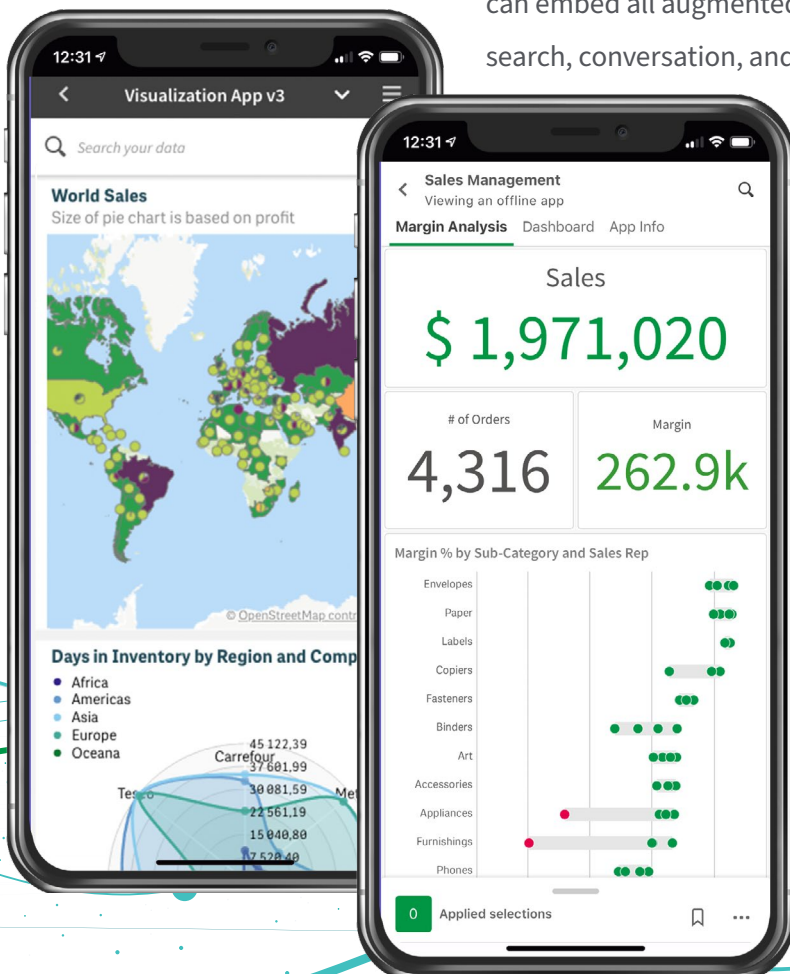 can embed all augmented
search, conversation, and
12:31
Visualization App v3
Search your data
World Sales
Size of pie chart is based on profit
© OpenStreetMap contr
Days in Inventory by Region and Comp
Africa
Americas
Asia
Europe
Oceana
45 122,39
Carrefour
37 601,99
Tesco
30 081,59
Met
22 561,19
15 040,80
7 520,40
12:31
Sales Management
Viewing an offline app
Margin Analysis Dashboard App Info
Sales
$ 1,971,020
# of Orders
4,316
Margin
262.9k
Margin % by Sub-Category and Sales Rep
Envelopes
Paper
Labels
Copiers
Fasteners
Binders
Art
Accessories
Appliances
Furnishings
Phones
0 Applied selections